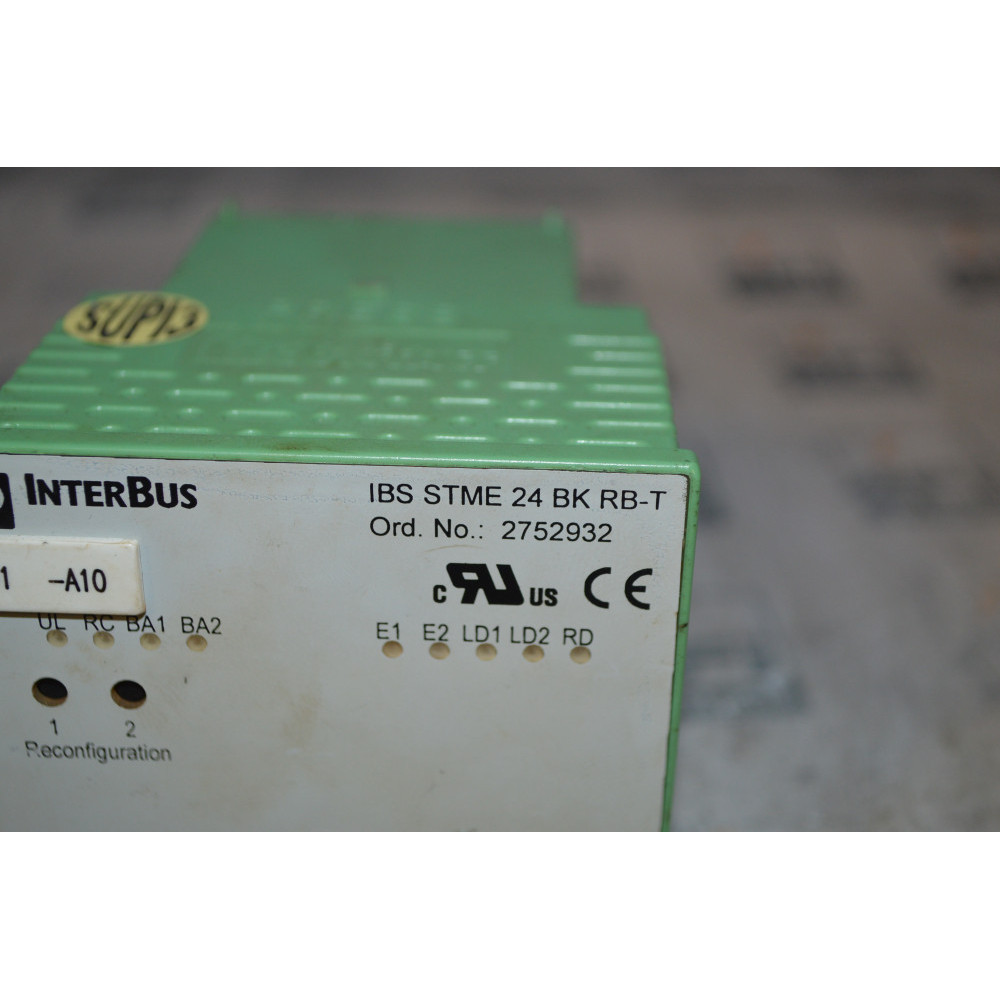 SUP13
INTERBUS
IBS STME 24 BK RB-T
Ord. No.: 2752932
1 -A10
c RU US CE
UL RC BA1 BA2
E1 E2 LD1 LD2 RD
1 2
Reconfiguration